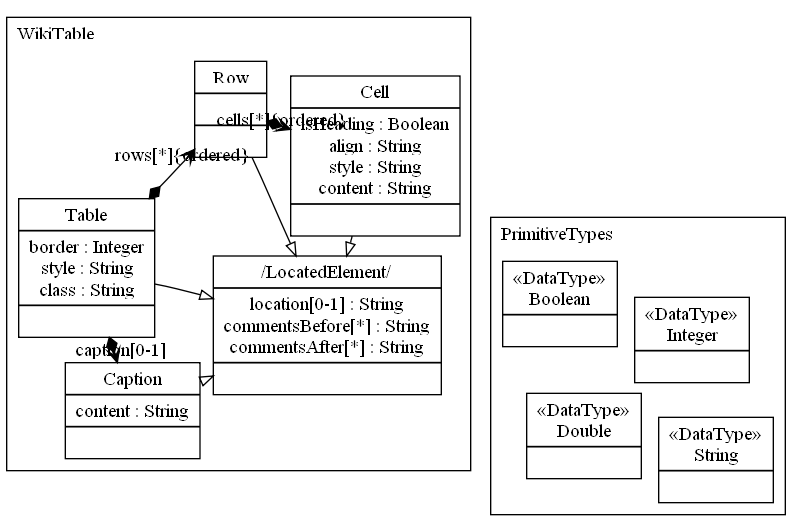 WikiTable
Row
cells[*]{ordered}
rows[*]{ordered}
Cell
isHeading : Boolean
align : String
style : String
content : String
Table
border : Integer
style : String
class : String
/LocatedElement/
location[0-1] : String
commentsBefore[*] : String
commentsAfter[*] : String
caption[0-1]
Caption
content : String
PrimitiveTypes
«DataType»
Boolean
«DataType»
Integer
«DataType»
Double
«DataType»
String